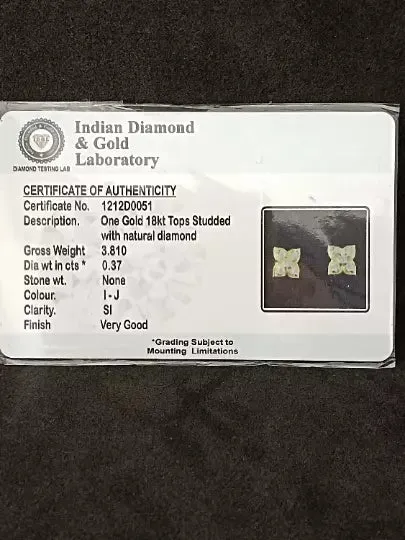 Indian Diamond
& Gold
Laboratory
DIAMOND TESTING LAB
CERTIFICATE OF AUTHENTICITY
Certificate No. 1212D0051
Description. One Gold 18kt Tops Studded
with natural diamond
Gross Weight 3.810
Dia wt in cts * 0.37
Stone wt. None
Colour. I - J
Clarity. SI
Finish Very Good
*Grading Subject to
Mounting Limitations